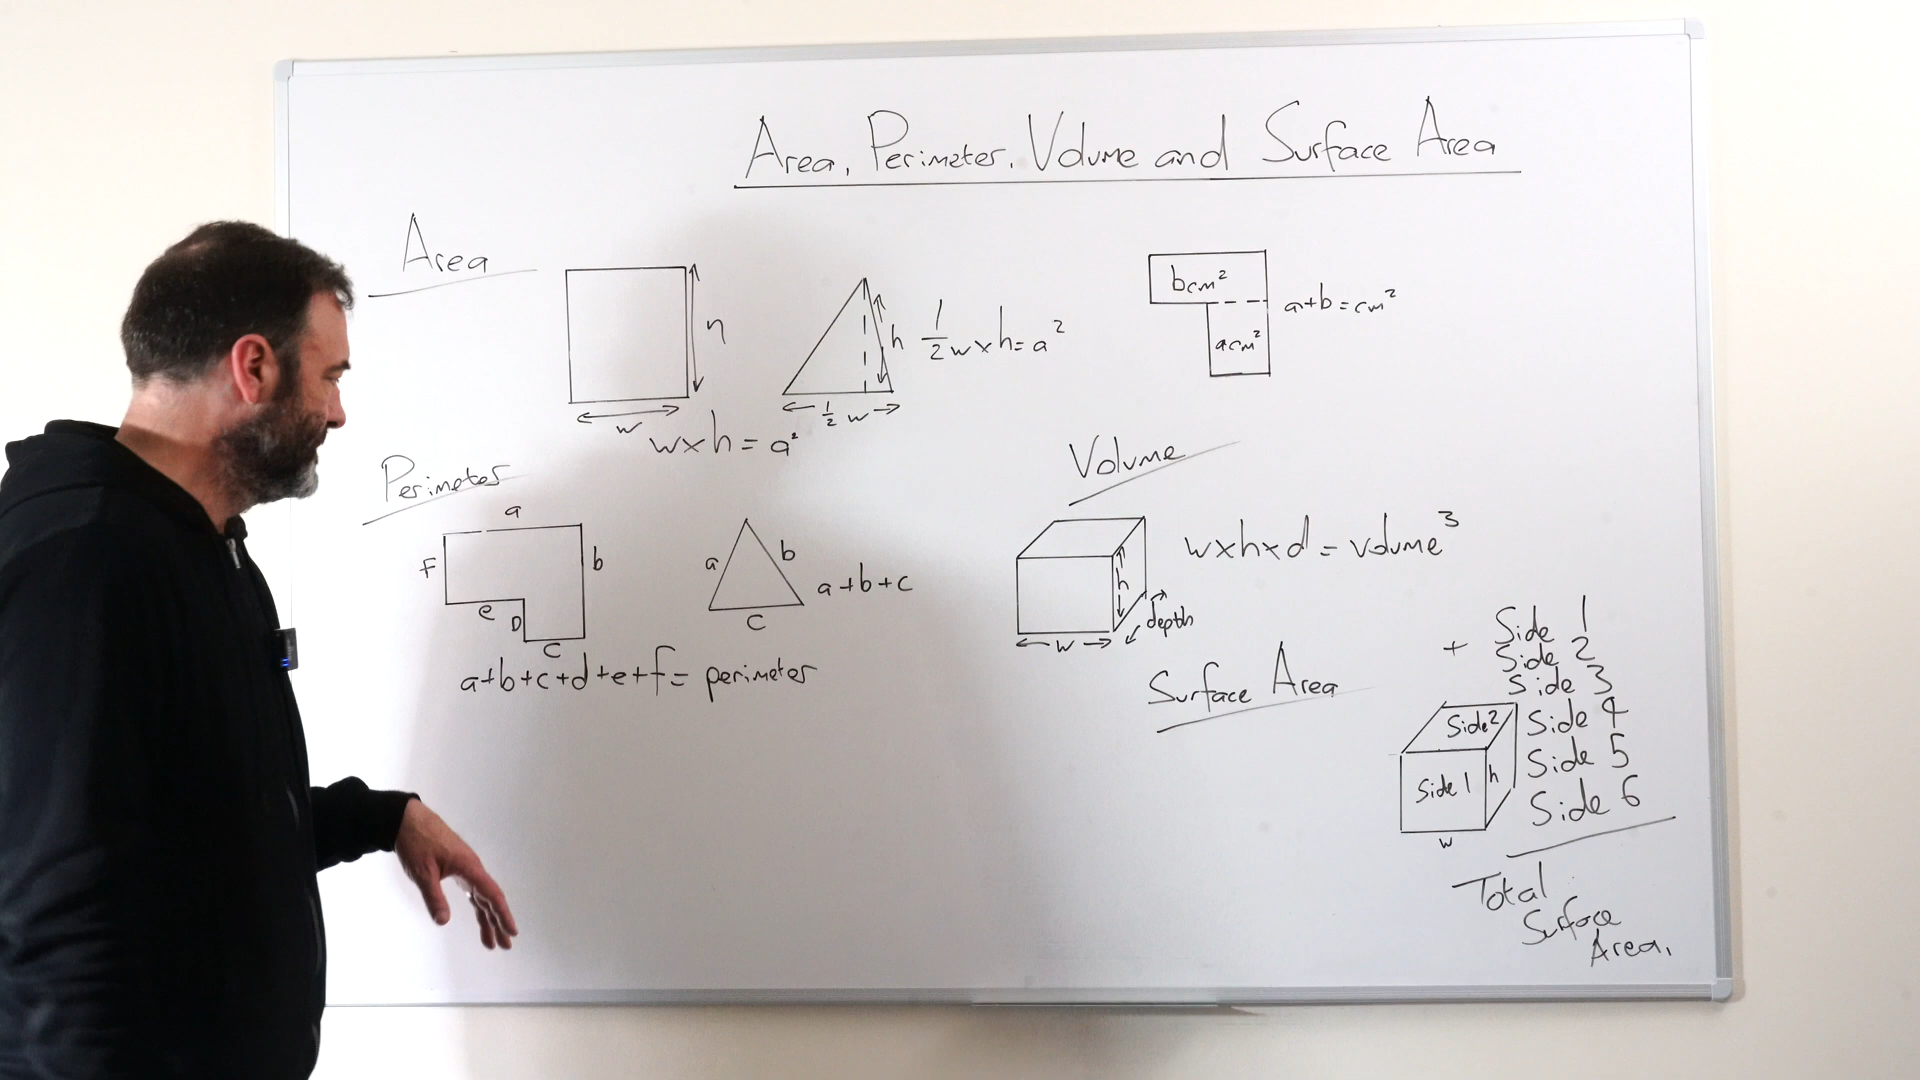 Area, Perimeter, Volume and Surface Area
Area
h
w
w×h = a²
h
½ w
½ w×h = a²
b cm²
a cm²
a+b = cm²
Perimeter
a
b
c
D
e
F
a+b+c+d+e+f = perimeter
a
b
c
a+b+c
Volume
h
w
depth
w×h×d = volume³
Surface Area
+ Side 1
Side 2
Side 3
Side 4
Side 5
Side 6
Side 2
Side 1
h
w
Total
Surface
Area.